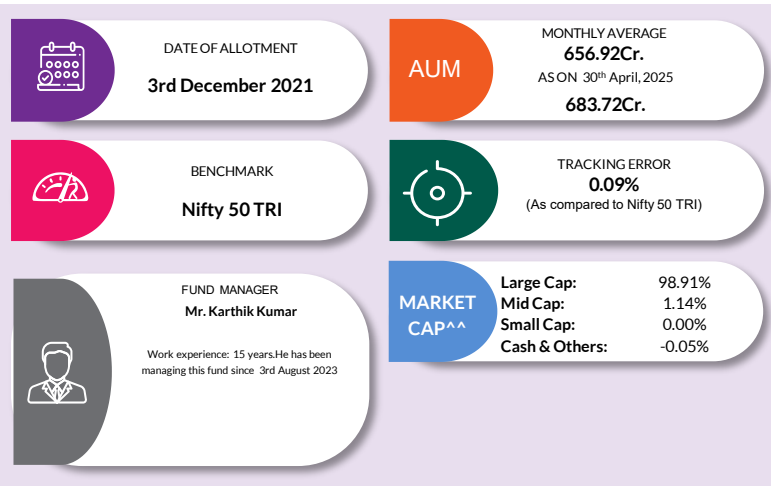 DATE OF ALLOTMENT
3rd December 2021
AUM
MONTHLY AVERAGE
656.92Cr.
AS ON 30th April, 2025
683.72Cr.
BENCHMARK
Nifty 50 TRI
TRACKING ERROR
0.09%
(As compared to Nifty 50 TRI)
FUND MANAGER
Mr. Karthik Kumar
Work experience: 15 years.He has been
managing this fund since 3rd August 2023
MARKET
CAP^^
Large Cap: 98.91%
Mid Cap: 1.14%
Small Cap: 0.00%
Cash & Others: -0.05%